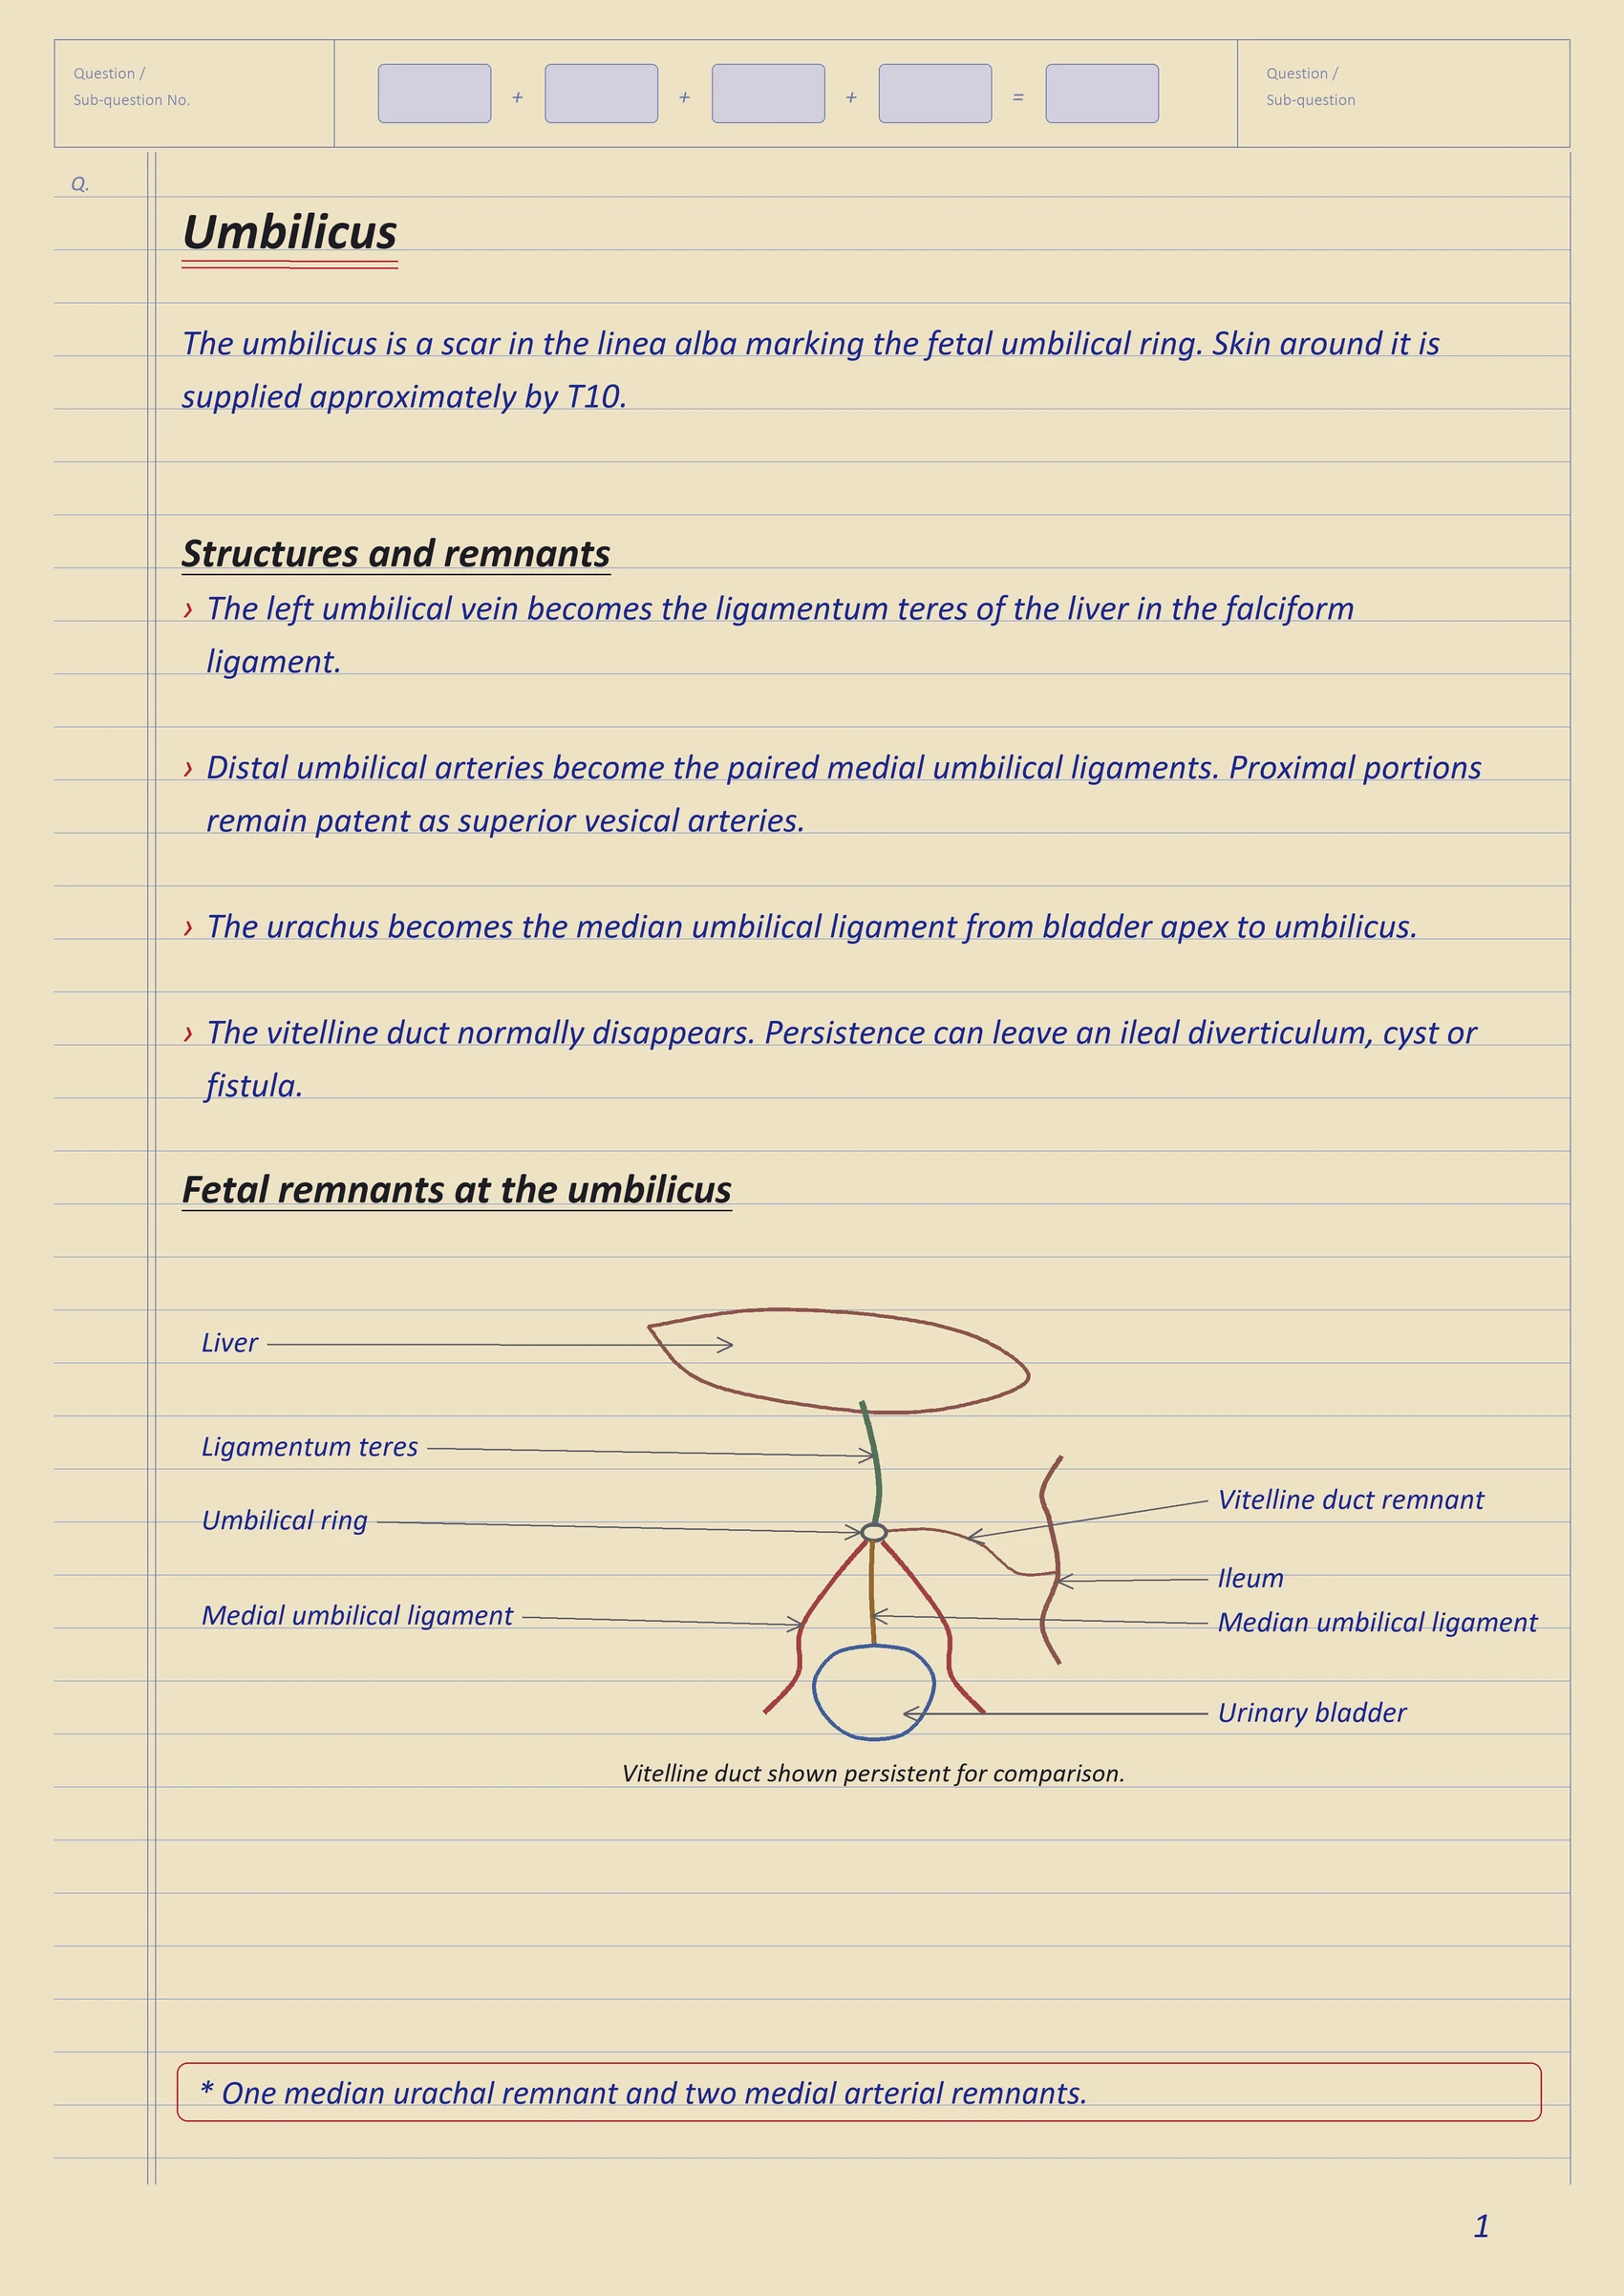 Question /
Sub-question No.
+ + + =
Question /
Sub-question
Q.
Umbilicus
The umbilicus is a scar in the linea alba marking the fetal umbilical ring. Skin around it is
supplied approximately by T10.
Structures and remnants
› The left umbilical vein becomes the ligamentum teres of the liver in the falciform
ligament.
› Distal umbilical arteries become the paired medial umbilical ligaments. Proximal portions
remain patent as superior vesical arteries.
› The urachus becomes the median umbilical ligament from bladder apex to umbilicus.
› The vitelline duct normally disappears. Persistence can leave an ileal diverticulum, cyst or
fistula.
Fetal remnants at the umbilicus
Liver
Ligamentum teres
Umbilical ring
Medial umbilical ligament
Vitelline duct remnant
Ileum
Median umbilical ligament
Urinary bladder
Vitelline duct shown persistent for comparison.
* One median urachal remnant and two medial arterial remnants.
1